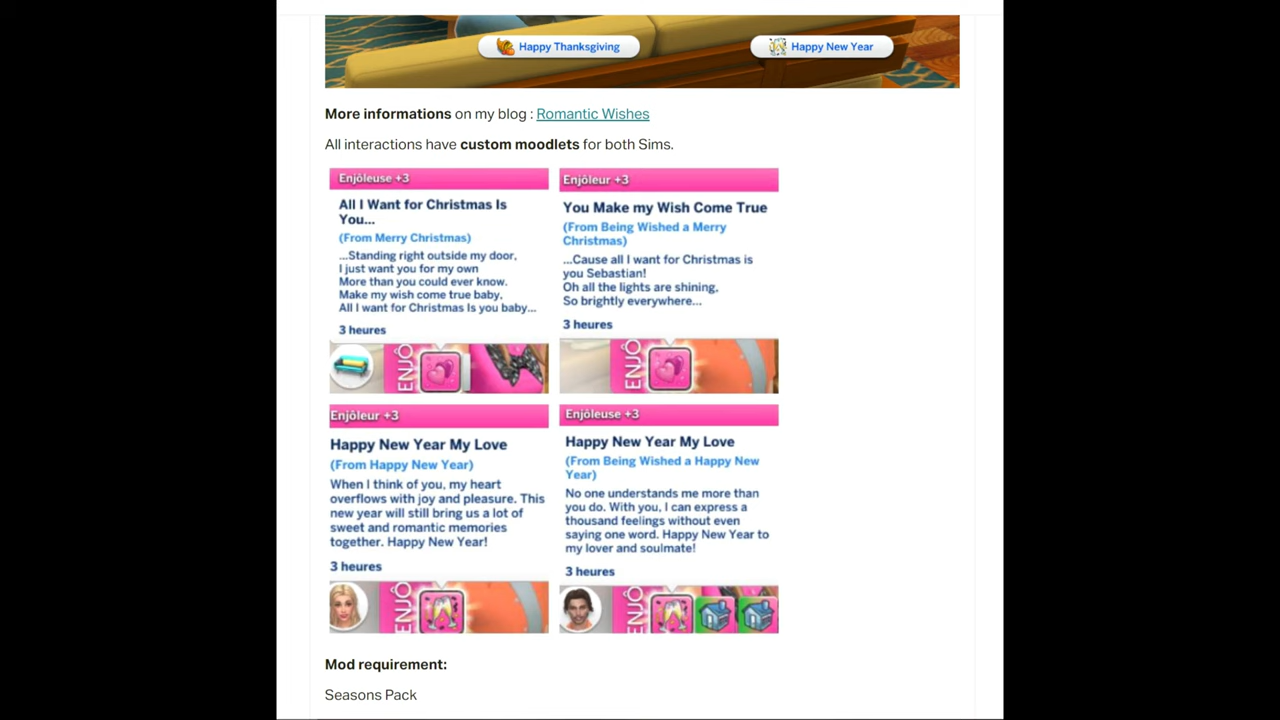 Happy Thanksgiving
Happy New Year
More informations on my blog : Romantic Wishes
All interactions have custom moodlets for both Sims.
Enjôleuse +3
All I Want for Christmas Is
You...
(From Merry Christmas)
...Standing right outside my door,
I just want you for my own
More than you could ever know.
Make my wish come true baby,
All I want for Christmas Is you baby...
3 heures
ENJÔ
Enjôleur +3
You Make my Wish Come True
(From Being Wished a Merry
Christmas)
...Cause all I want for Christmas is
you Sebastian!
Oh all the lights are shining,
So brightly everywhere...
3 heures
ENJÔ
Enjôleur +3
Happy New Year My Love
(From Happy New Year)
When I think of you, my heart
overflows with joy and pleasure. This
new year will still bring us a lot of
sweet and romantic memories
together. Happy New Year!
3 heures
ENJÔ
Enjôleuse +3
Happy New Year My Love
(From Being Wished a Happy New
Year)
No one understands me more than
you do. With you, I can express a
thousand feelings without even
saying one word. Happy New Year to
my lover and soulmate!
3 heures
ENJÔ
Mod requirement:
Seasons Pack